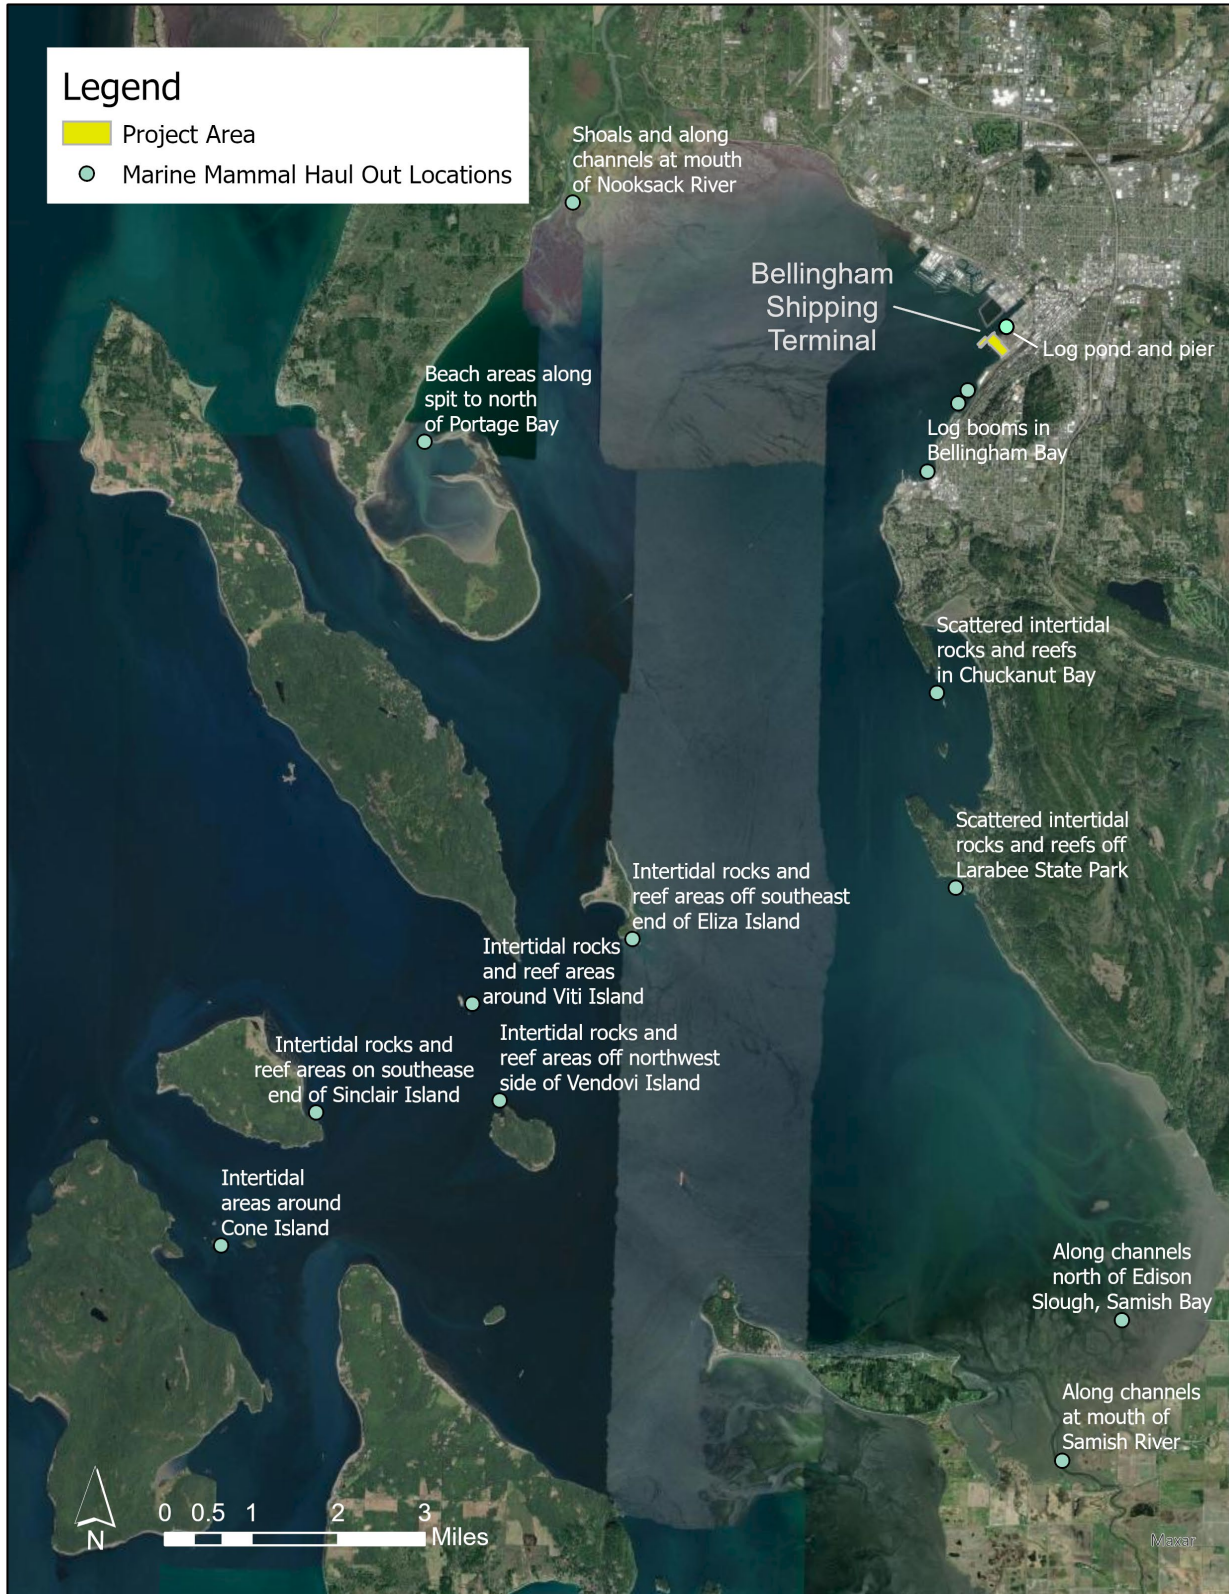 Legend
Project Area
Marine Mammal Haul Out Locations
Shoals and along
channels at mouth
of Nooksack River
Bellingham
Shipping
Terminal
Log pond and pier
Beach areas along
spit to north
of Portage Bay
Log booms in
Bellingham Bay
Scattered intertidal
rocks and reefs
in Chuckanut Bay
Scattered intertidal
rocks and reefs off
Larabee State Park
Intertidal rocks and
reef areas off southeast
end of Eliza Island
Intertidal rocks
and reef areas
around Viti Island
Intertidal rocks and
reef areas off northwest
side of Vendovi Island
Intertidal rocks and
reef areas on southease
end of Sinclair Island
Intertidal
areas around
Cone Island
Along channels
north of Edison
Slough, Samish Bay
Along channels
at mouth of
Samish River
N
0 0.5 1 2 3
Miles
Maxar